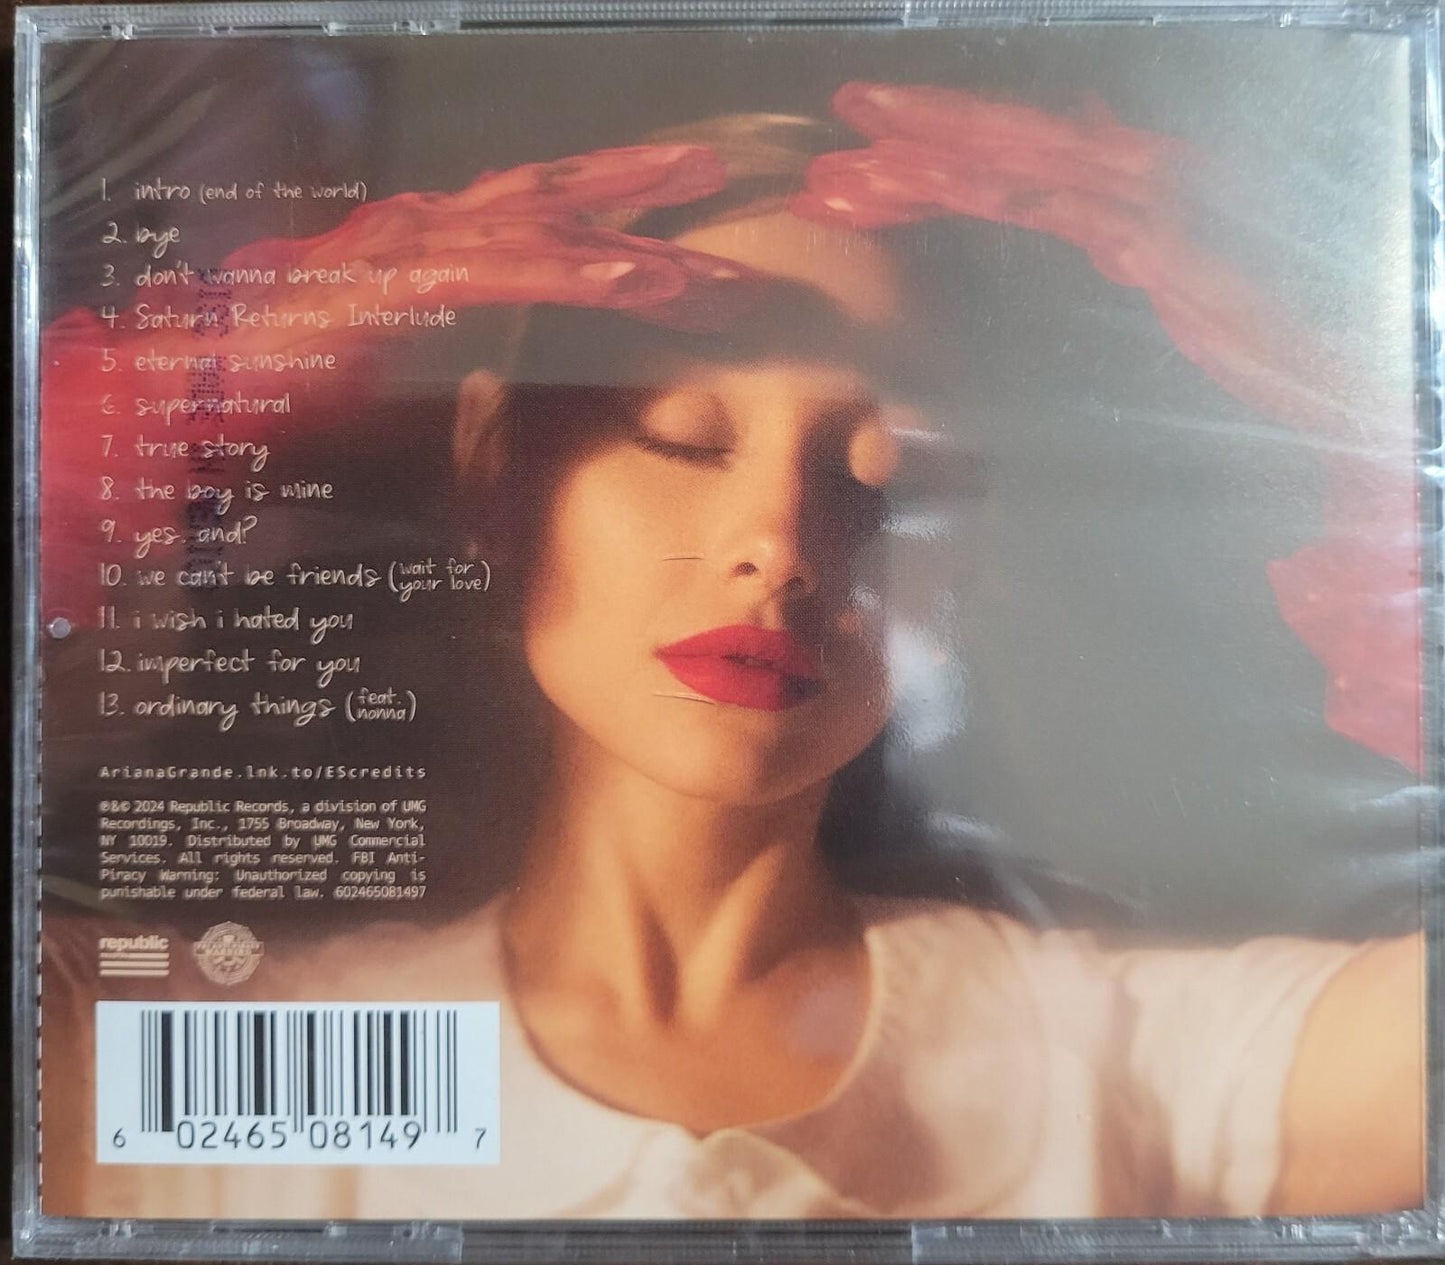 1. intro (end of the world)
2. bye
3. don't wanna break up again
4. Saturn Returns Interlude
5. eternal sunshine
6. supernatural
7. true story
8. the boy is mine
9. yes, and?
10. we can't be friends (wait for
your love)
11. i wish i hated you
12. imperfect for you
13. ordinary things (feat.
nonna)
ArianaGrande.lnk.to/EScredits
℗&© 2024 Republic Records, a division of UMG
Recordings, Inc., 1755 Broadway, New York,
NY 10019. Distributed by UMG Commercial
Services. All rights reserved. FBI Anti-
Piracy Warning: Unauthorized copying is
punishable under federal law. 602465081497
republic
6 02465 08149 7